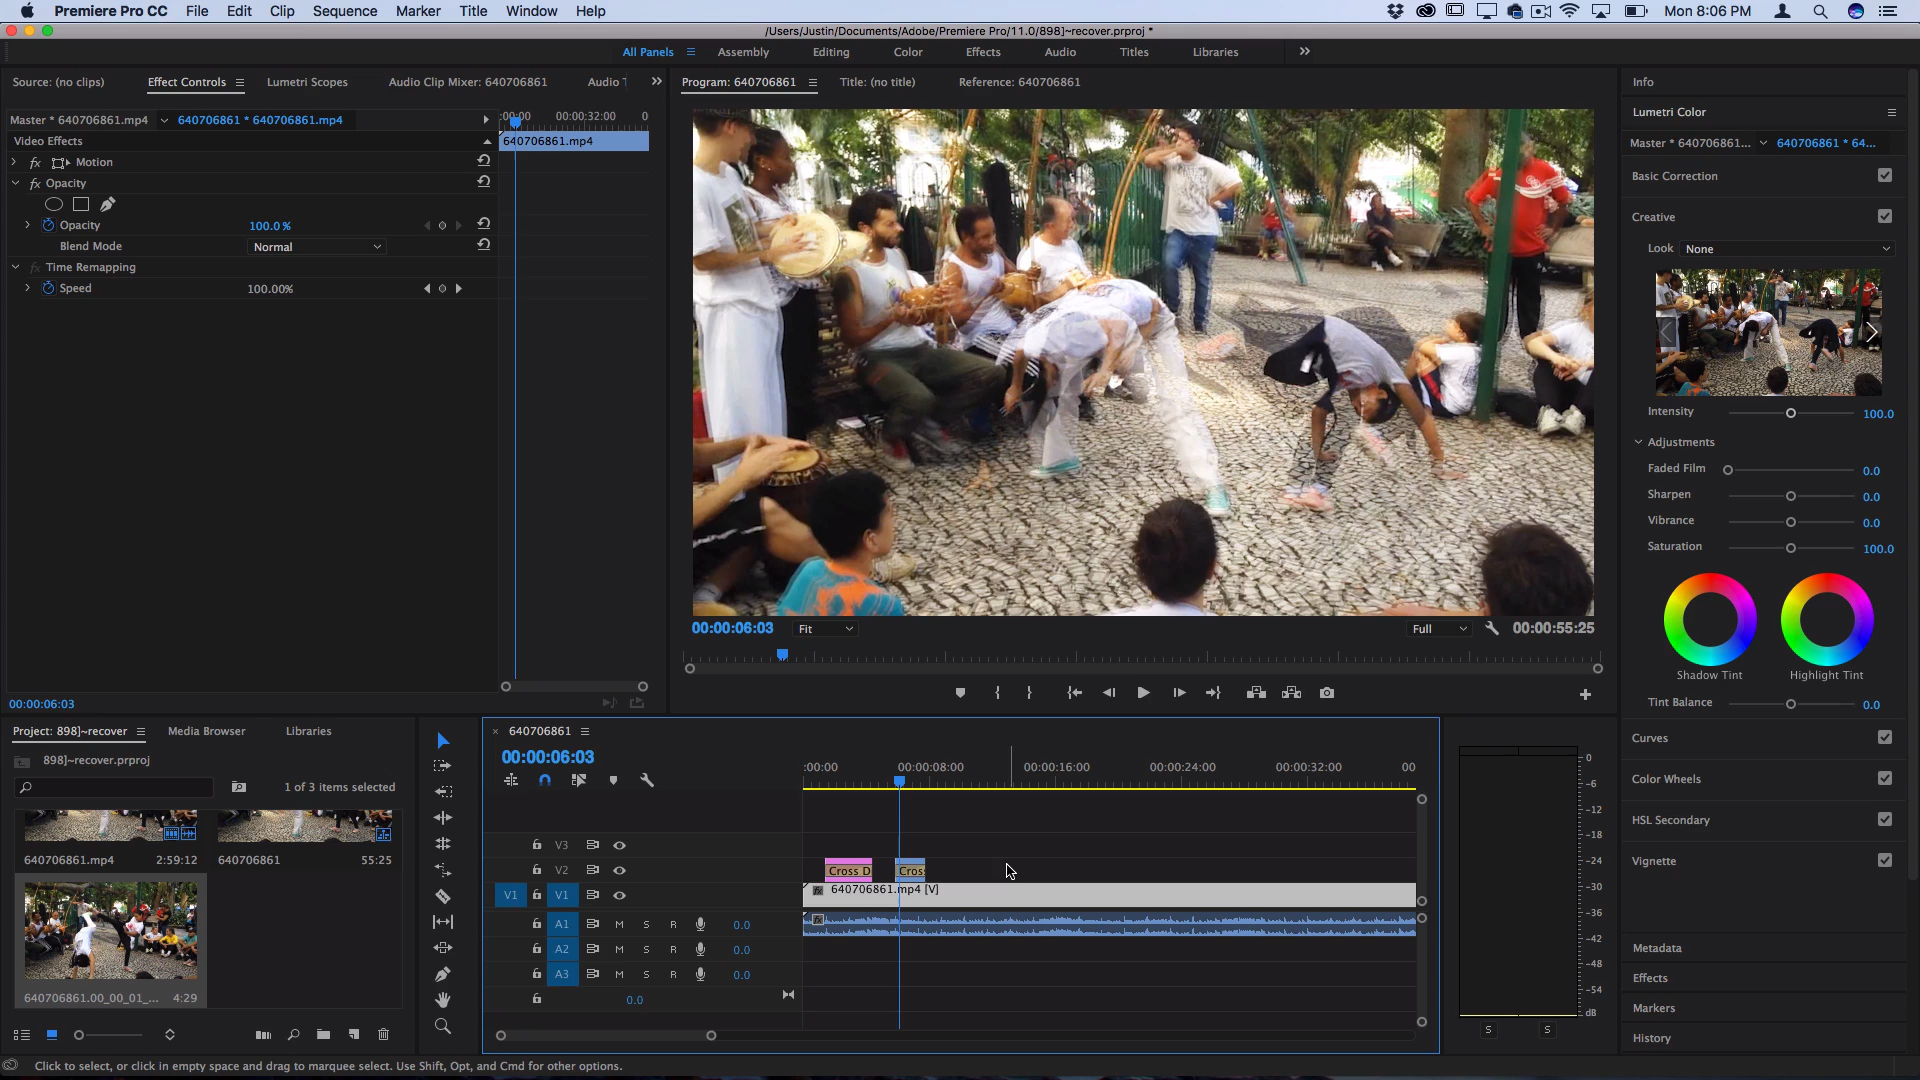 Premiere Pro CC File Edit Clip Sequence Marker Title Window Help Mon 8:06 PM
/Users/Justin/Documents/Adobe/Premiere Pro/11.0/898]~recover.prproj *
All Panels Assembly Editing Color Effects Audio Titles Libraries
Source: (no clips) Effect Controls Lumetri Scopes Audio Clip Mixer: 640706861 Audio
Program: 640706861 Title: (no title) Reference: 640706861
Info
Lumetri Color
Master * 640706861.mp4 640706861 * 640706861.mp4
:00:00 00:00:32:00 0
Video Effects
640706861.mp4
fx Motion
fx Opacity
Opacity 100.0 %
Blend Mode Normal
fx Time Remapping
Speed 100.00%
00:00:06:03
Master * 640706861... 640706861 * 64...
Basic Correction
Creative
Look None
Intensity 100.0
Adjustments
Faded Film 0.0
Sharpen 0.0
Vibrance 0.0
Saturation 100.0
Shadow Tint Highlight Tint
Tint Balance 0.0
Curves
Color Wheels
HSL Secondary
Vignette
Metadata
Effects
Markers
History
00:00:06:03 Fit Full 00:00:55:25
Project: 898]~recover Media Browser Libraries
898]~recover.prproj
1 of 3 items selected
640706861.mp4 2:59:12
640706861 55:25
640706861.00_00_01_... 4:29
640706861
00:00:06:03
:00:00 00:00:08:00 00:00:16:00 00:00:24:00 00:00:32:00 00
V3
V2 Cross D Cros
V1 V1 fx 640706861.mp4 [V]
A1 M S R 0.0 fx
A2 M S R 0.0
A3 M S R 0.0
0.0
0
-6
-12
-18
-24
-30
-36
-42
-48
-54
dB
S S
Click to select, or click in empty space and drag to marquee select. Use Shift, Opt, and Cmd for other options.